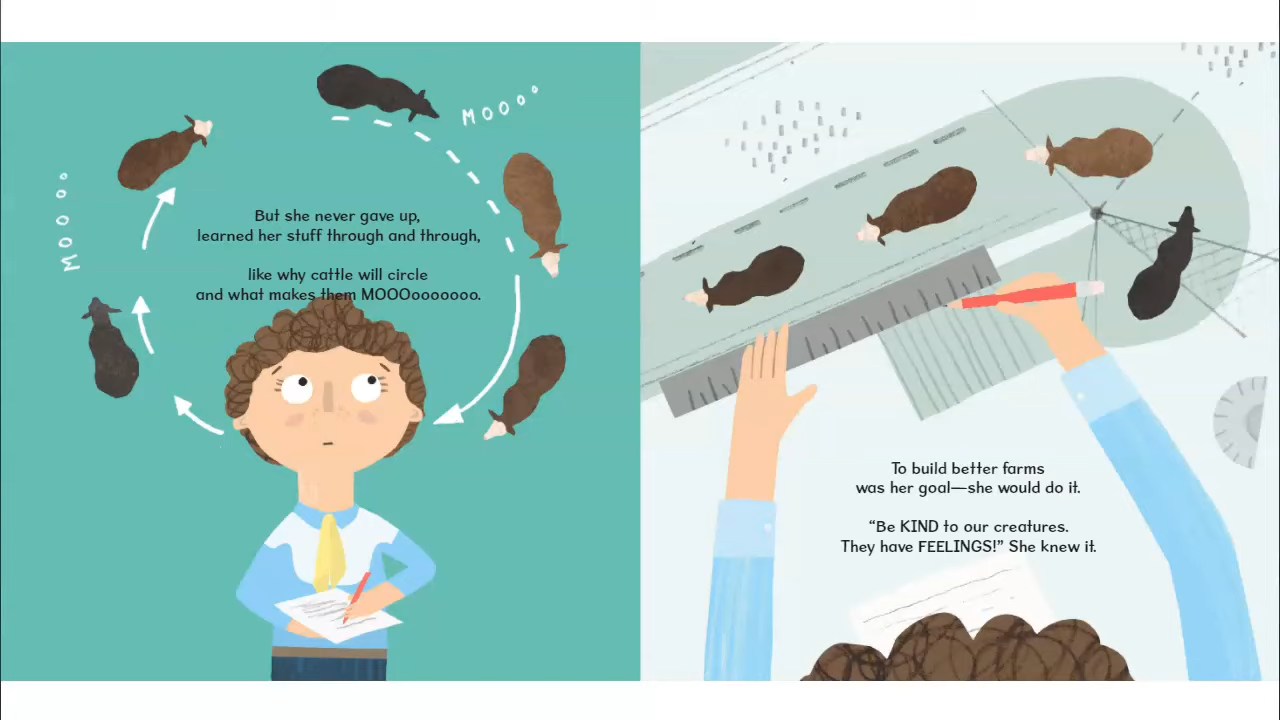 MOOoo
MOOoo
But she never gave up,
learned her stuff through and through,
like why cattle will circle
and what makes them MOOOooooooo.
To build better farms
was her goal—she would do it.
“Be KIND to our creatures.
They have FEELINGS!” She knew it.